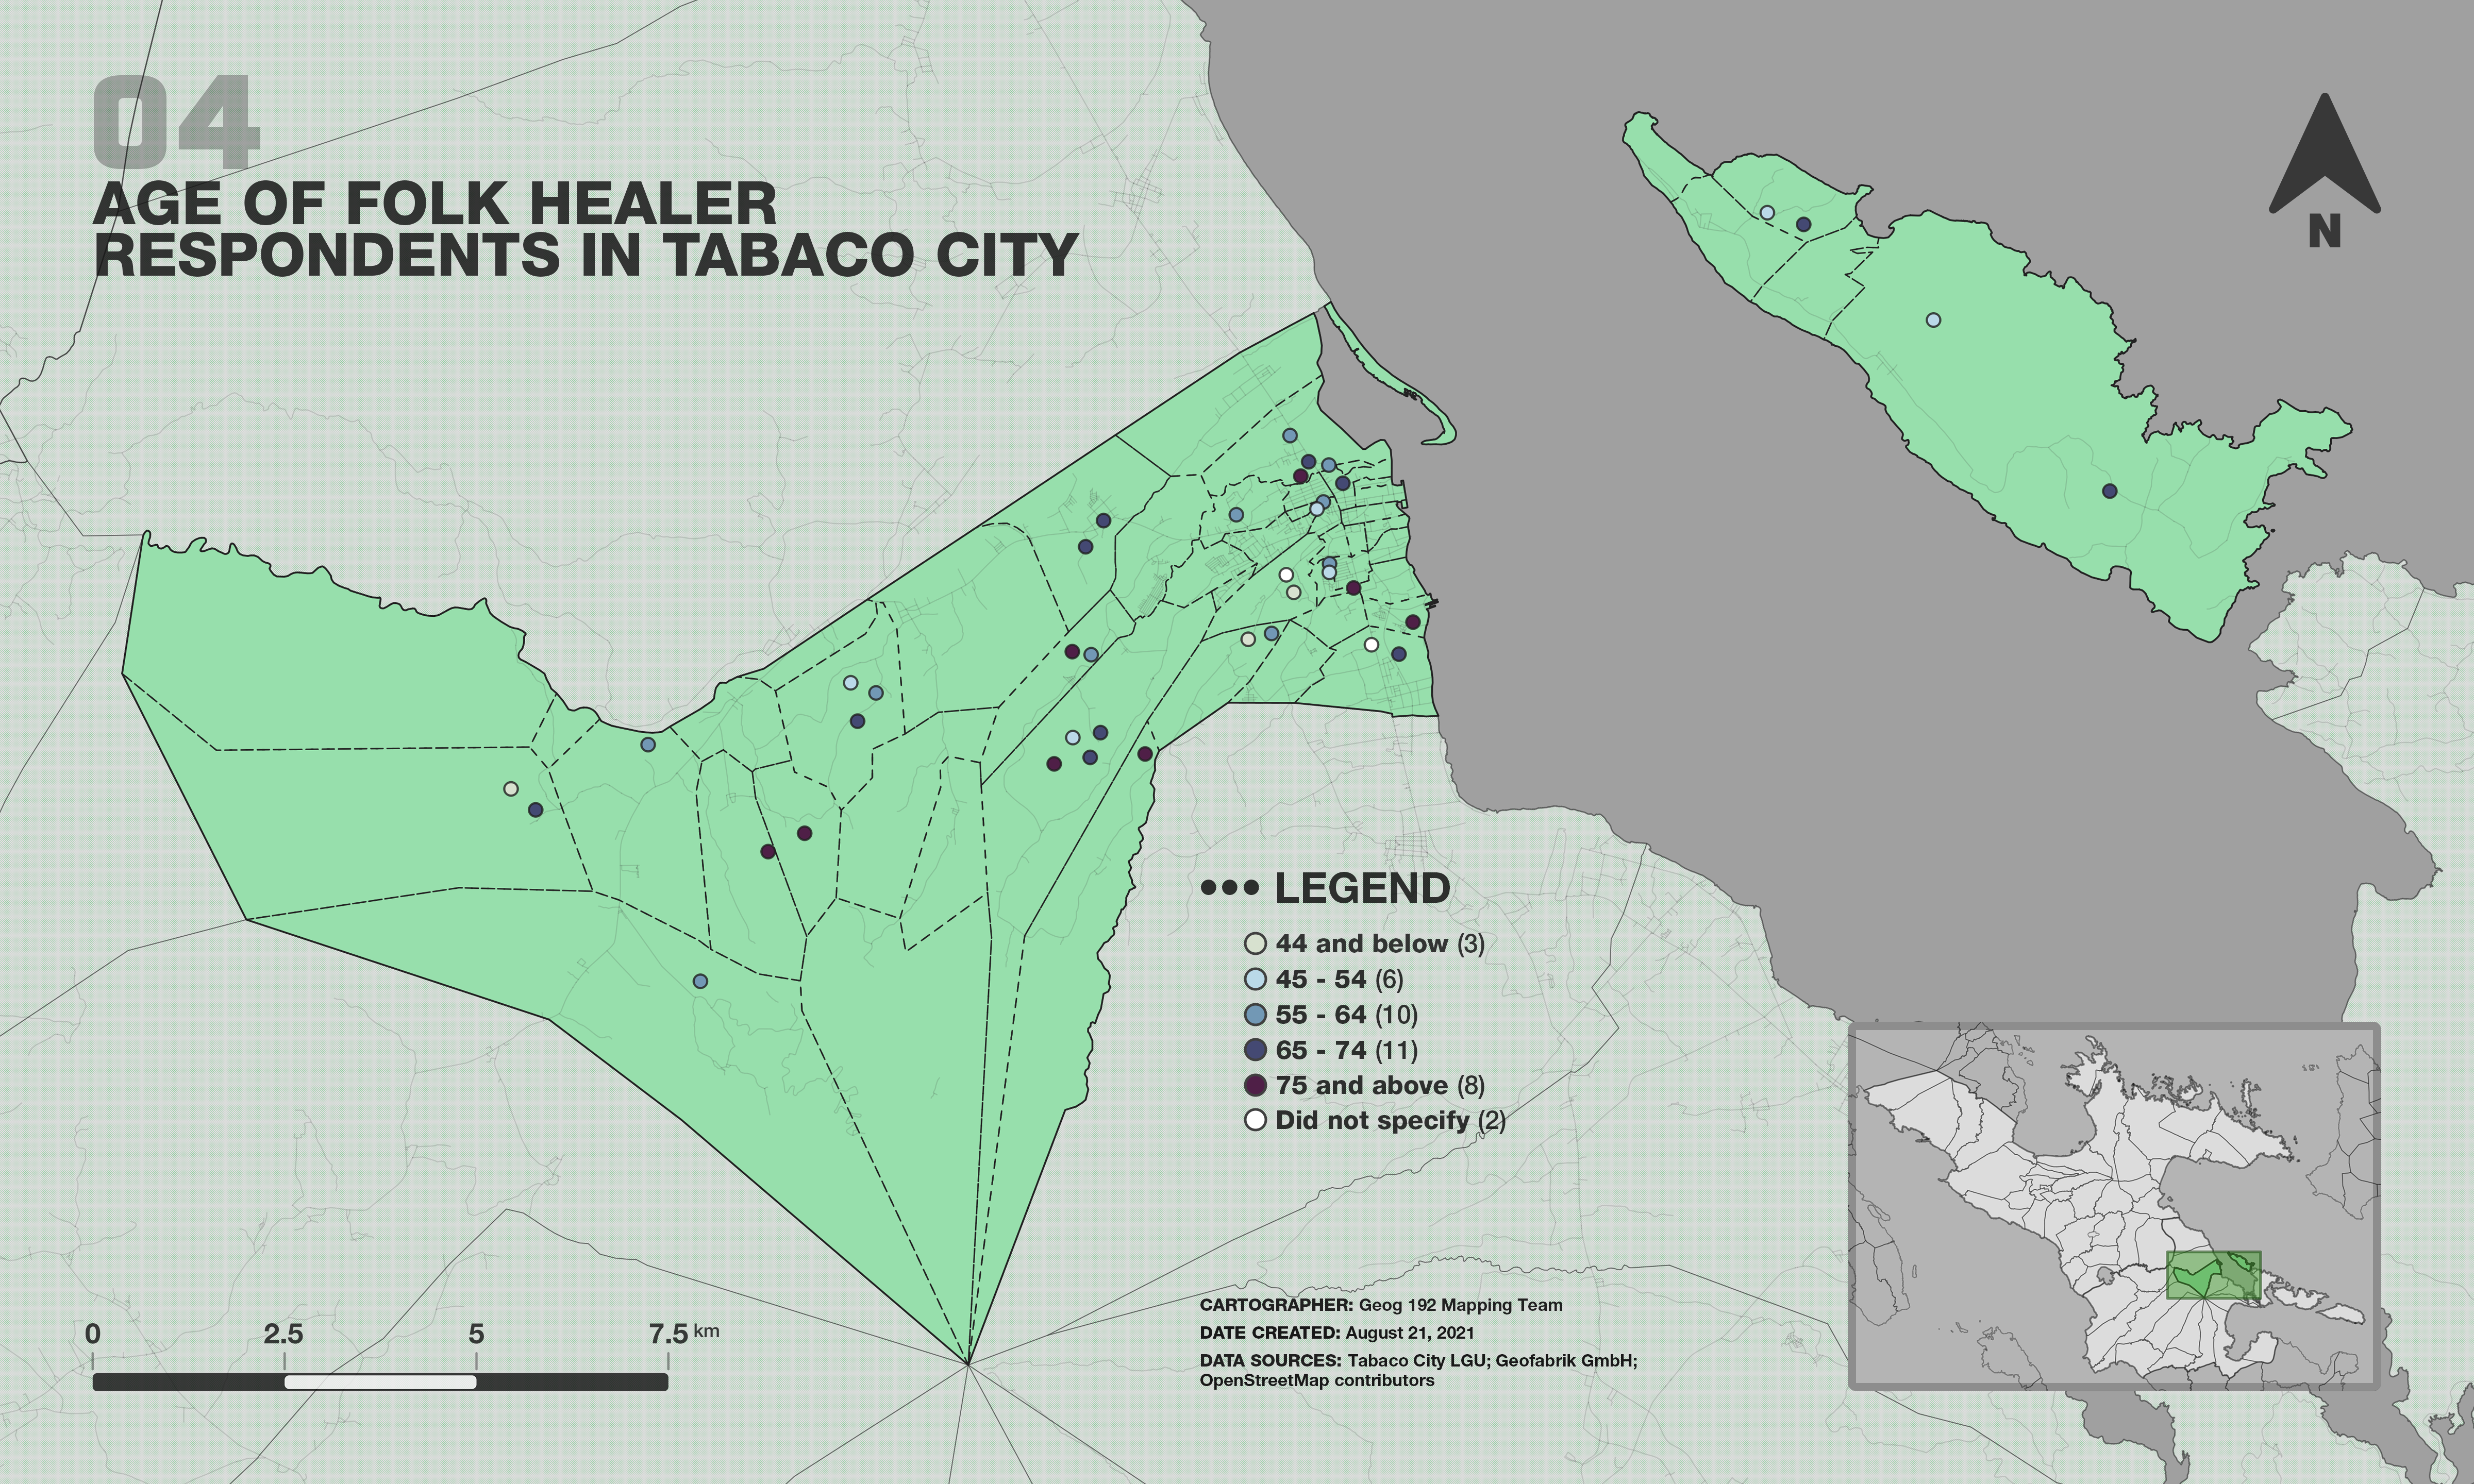 04
AGE OF FOLK HEALER
RESPONDENTS IN TABACO CITY
N
LEGEND
44 and below (3)
45 - 54 (6)
55 - 64 (10)
65 - 74 (11)
75 and above (8)
Did not specify (2)
CARTOGRAPHER: Geog 192 Mapping Team
DATE CREATED: August 21, 2021
DATA SOURCES: Tabaco City LGU; Geofabrik GmbH;
OpenStreetMap contributors
0 2.5 5 7.5 km